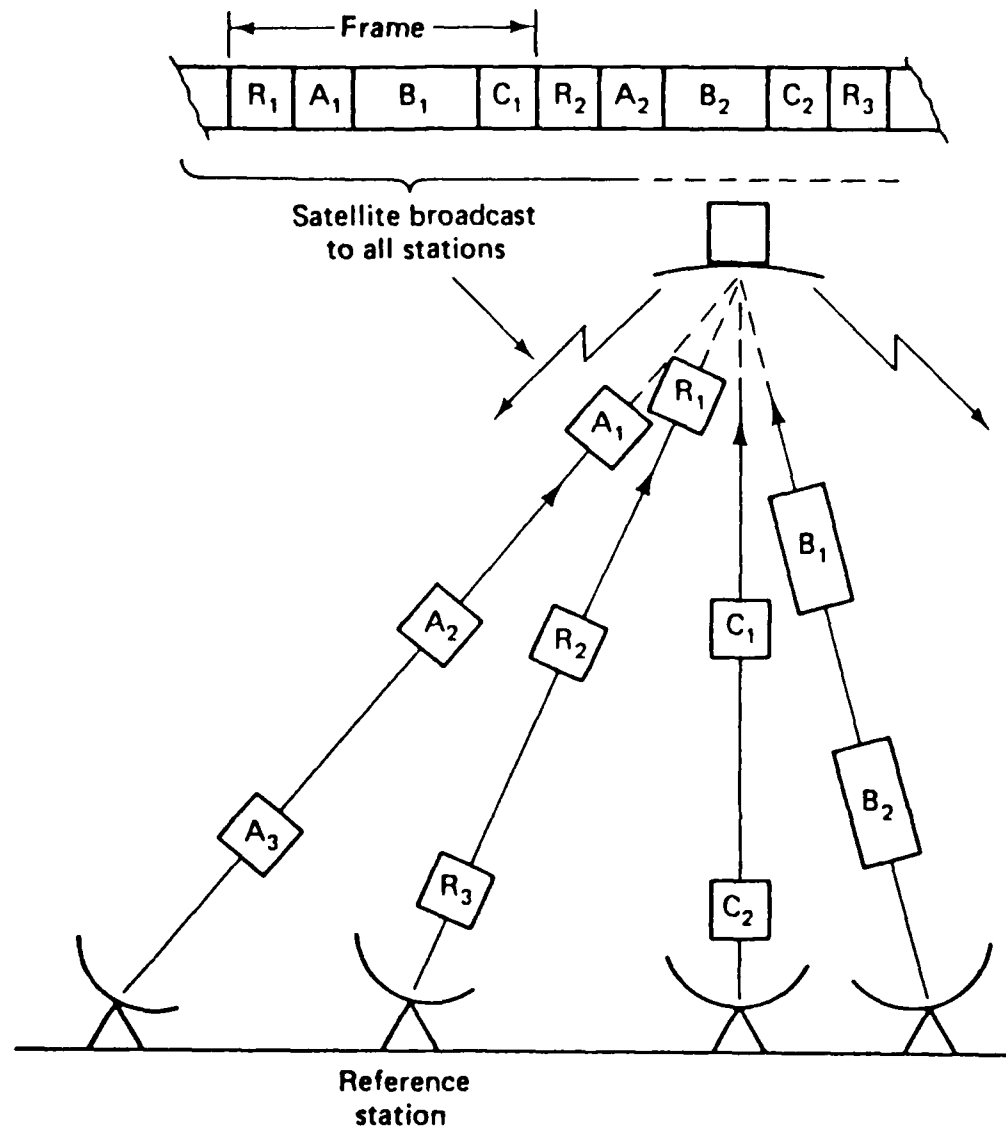 Frame
R₁ A₁ B₁ C₁ R₂ A₂ B₂ C₂ R₃
Satellite broadcast
to all stations
R₁
A₁
B₁
A₂
R₂
C₁
B₂
A₃
R₃
C₂
Reference
station